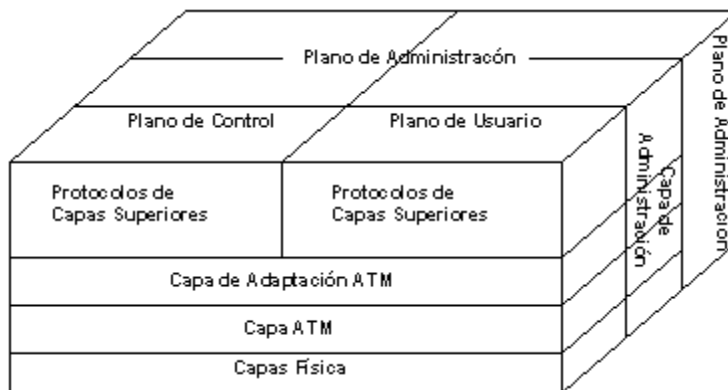 Plano de Administracón
Plano de Control
Plano de Usuario
Protocolos de
Capas Superiores
Protocolos de
Capas Superiores
Capa de Adaptación ATM
Capa ATM
Capas Física
Capa de
Administración
Plano de Administración